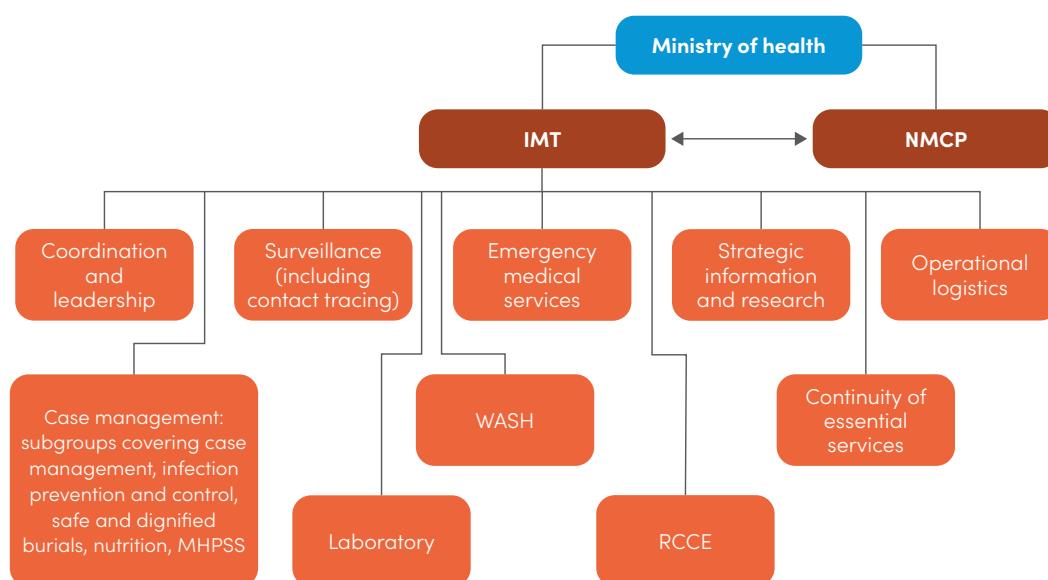 Ministry of health
IMT
NMCP
Coordination
and
leadership
Surveillance
(including
contact tracing)
Emergency
medical
services
Strategic
information
and research
Operational
logistics
Case management:
subgroups covering case
management, infection
prevention and control,
safe and dignified
burials, nutrition, MHPSS
WASH
Continuity of
essential
services
Laboratory
RCCE